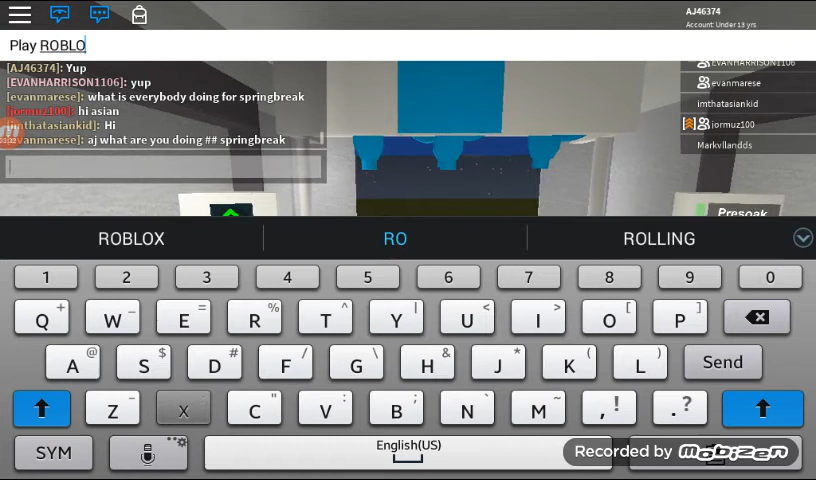 AJ46374
Account: Under 13 yrs
Play ROBLO
EVANHARRISON1106
[AJ46374]: Yup
[EVANHARRISON1106]: yup
evanmarese
[evanmarese]: what is everybody doing for springbreak
imthatasiankid
[jormuz100]: hi asian
jormuz100
[imthatasiankid]: Hi
[evanmarese]: aj what are you doing ## springbreak
Markvllandds
Presoak
ROBLOX RO ROLLING
1 2 3 4 5 6 7 8 9 0
Q + W _ E = R % T ^ Y | U < I > O [ P ]
A @ S $ D # F / G \ H & J * K ( L ) Send
Z - X C " V : B ; N ` M ~ , ! . ?
SYM English(US)
Recorded by Mobizen